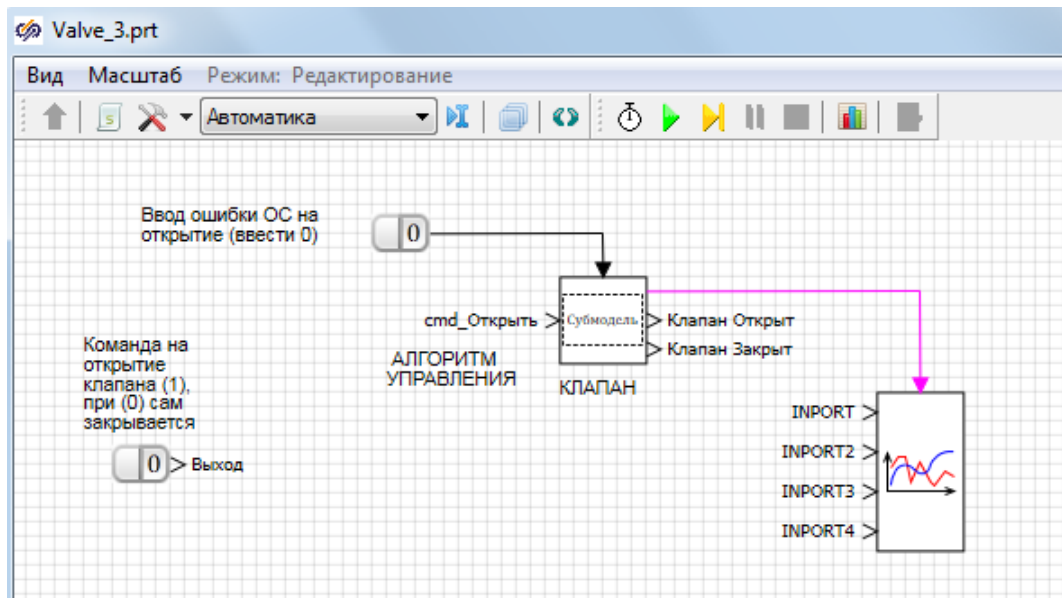 Valve_3.prt
Вид Масштаб Режим: Редактирование
Автоматика
Ввод ошибки ОС на
открытие (ввести 0)
0
cmd_Открыть
Субмодель
Клапан Открыт
Клапан Закрыт
АЛГОРИТМ
УПРАВЛЕНИЯ
КЛАПАН
Команда на
открытие
клапана (1),
при (0) сам
закрывается
0
Выход
INPORT
INPORT2
INPORT3
INPORT4